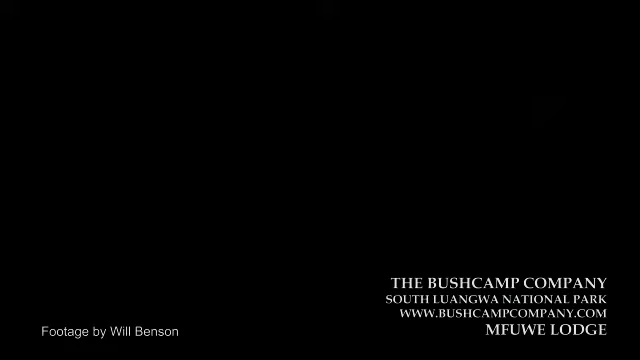 THE BUSHCAMP COMPANY
SOUTH LUANGWA NATIONAL PARK
WWW.BUSHCAMPCOMPANY.COM
MFUWE LODGE
Footage by Will Benson